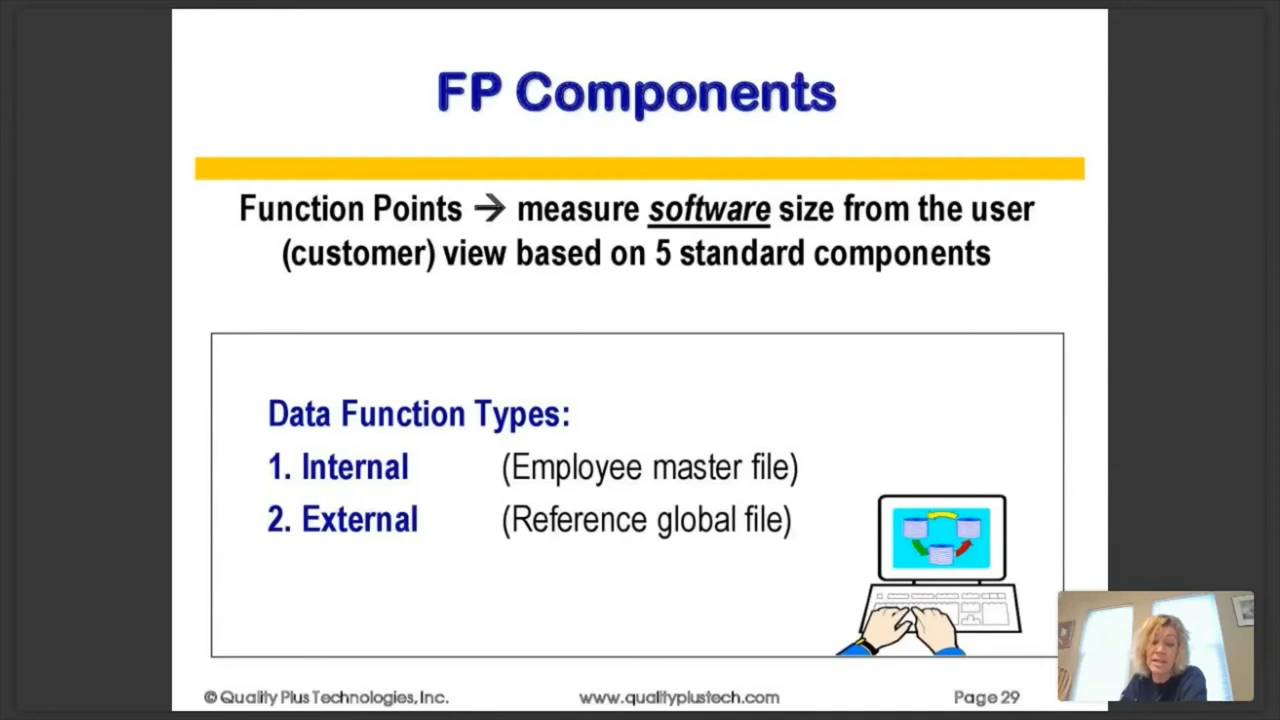 FP Components
Function Points → measure software size from the user
(customer) view based on 5 standard components
Data Function Types:
1. Internal (Employee master file)
2. External (Reference global file)
© Quality Plus Technologies, Inc. www.qualityplustech.com Page 29